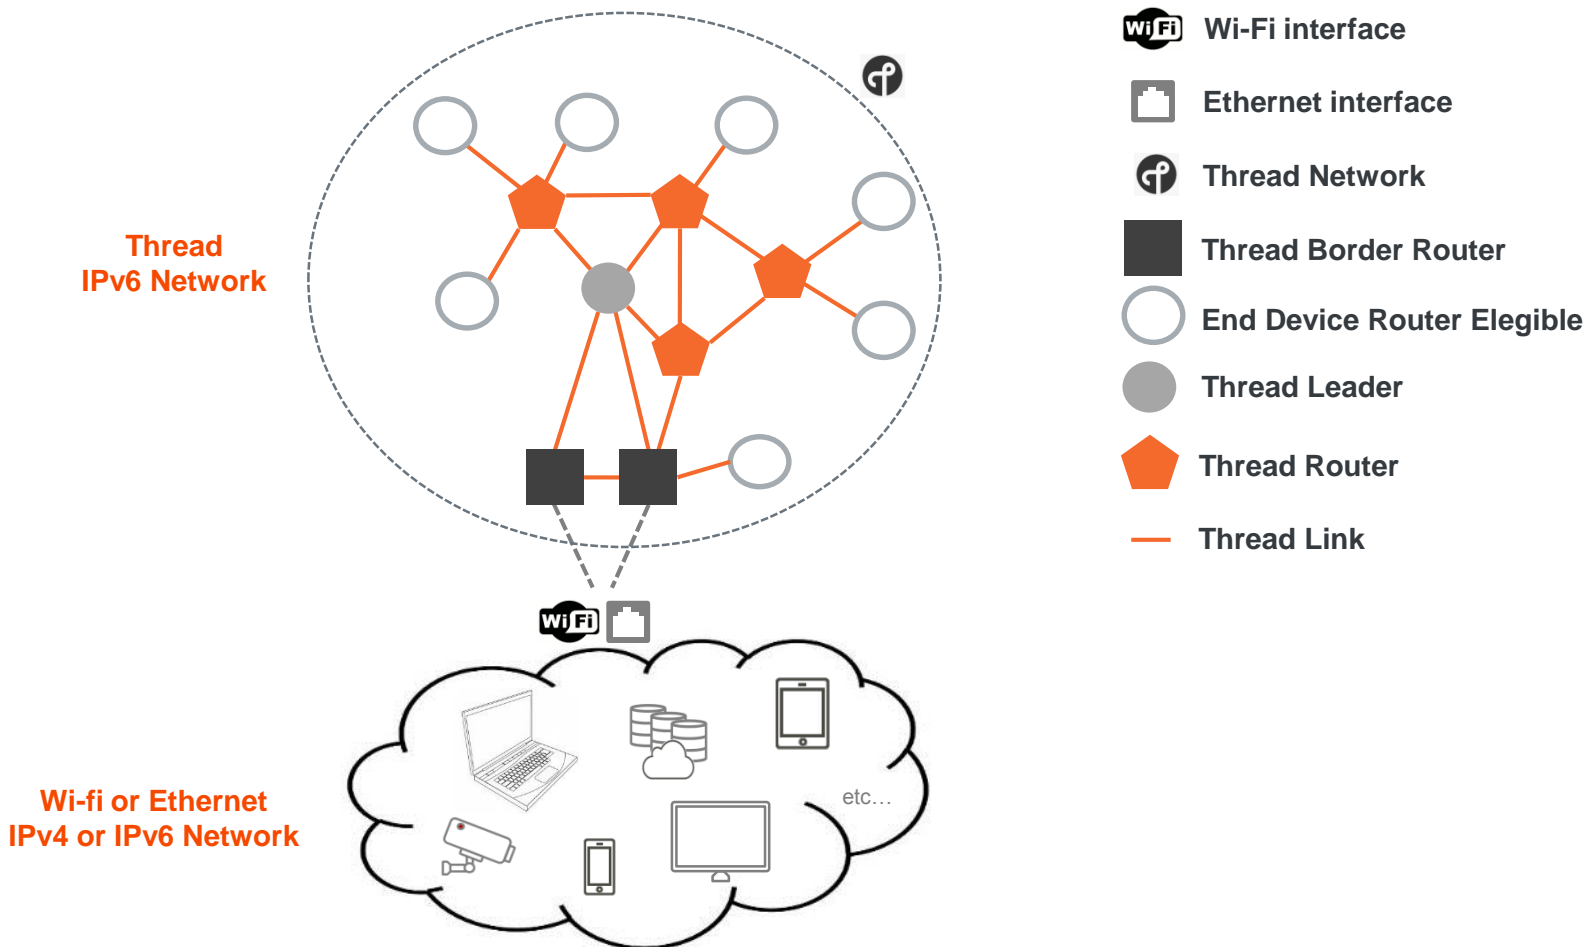 Wi Fi Wi-Fi interface
Ethernet interface
Thread Network
Thread
IPv6 Network
Thread Border Router
End Device Router Elegible
Thread Leader
Thread Router
Thread Link
Wi Fi
Wi-fi or Ethernet
IPv4 or IPv6 Network
etc...